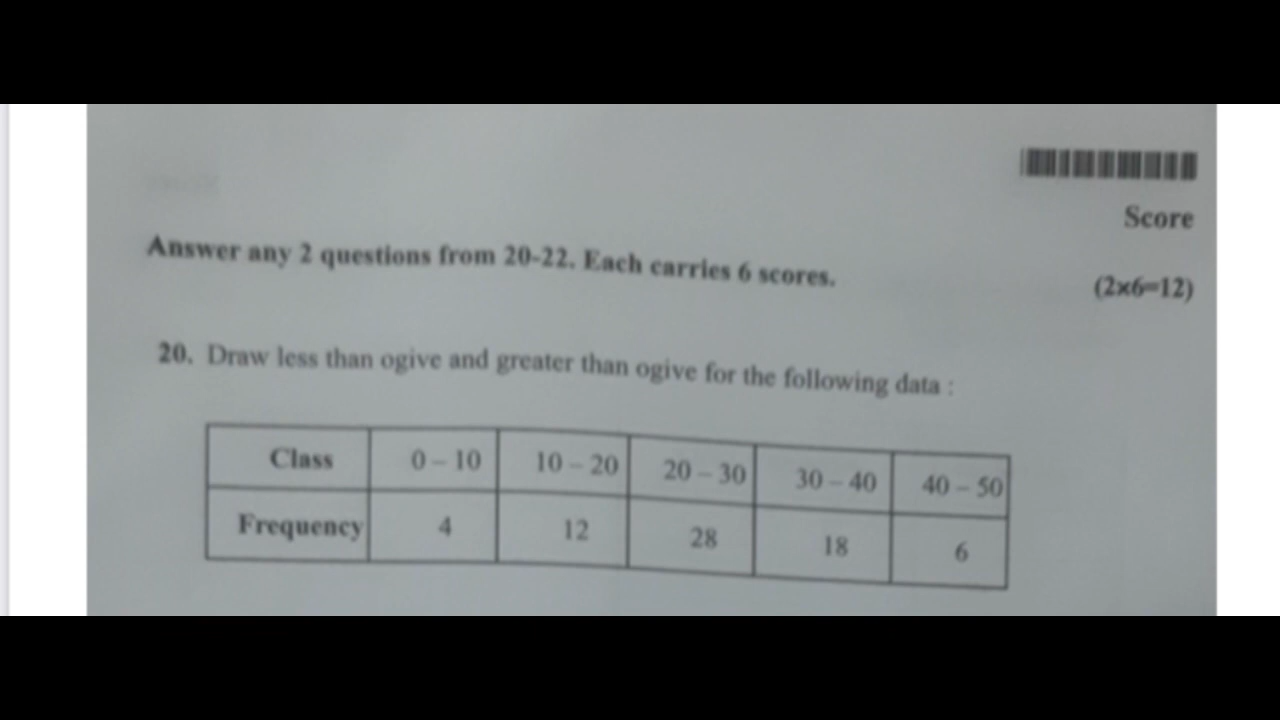 Score
Answer any 2 questions from 20-22. Each carries 6 scores.
(2×6=12)
20. Draw less than ogive and greater than ogive for the following data :
Class 0 – 10 10 – 20 20 – 30 30 – 40 40 – 50
Frequency 4 12 28 18 6